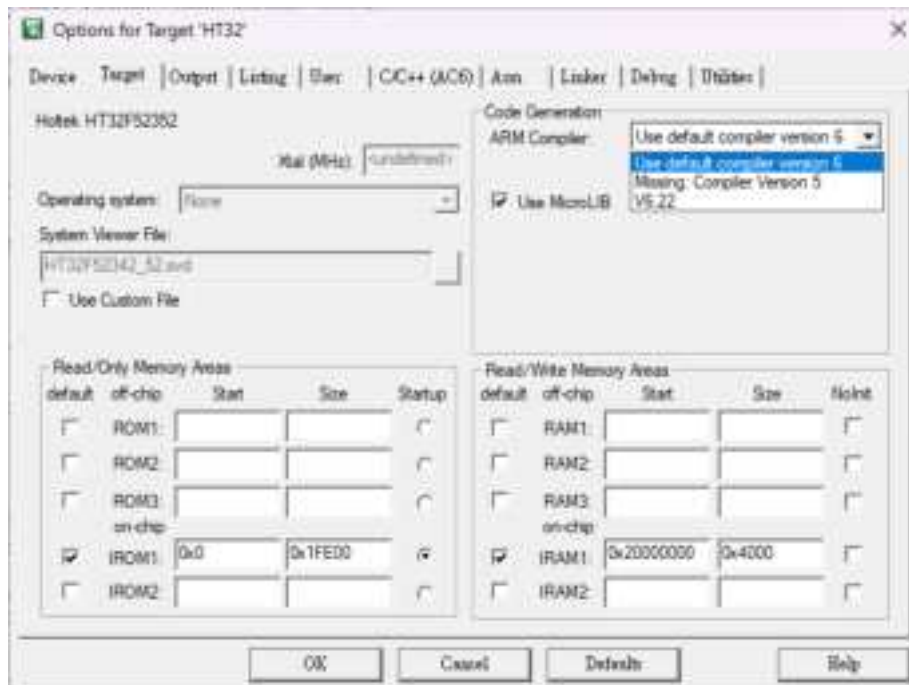 Options for Target 'HT32'
Device Target Output Listing User C/C++ (AC6) Asm Linker Debug Utilities
Holtek HT32F52352
Xtal (MHz): <undefined>
Operating system: None
System Viewer File:
HT32F52342_52.svd
Use Custom File
Code Generation
ARM Compiler: Use default compiler version 6
Use default compiler version 6
Missing: Compiler Version 5
V6.22
Use MicroLIB
Read/Only Memory Areas
default off-chip Start Size Startup
ROM1:
ROM2:
ROM3:
on-chip
IROM1: 0x0 0x1FE00
IROM2:
Read/Write Memory Areas
default off-chip Start Size NoInit
RAM1:
RAM2:
RAM3:
on-chip
IRAM1: 0x20000000 0x4000
IRAM2:
OK Cancel Defaults Help